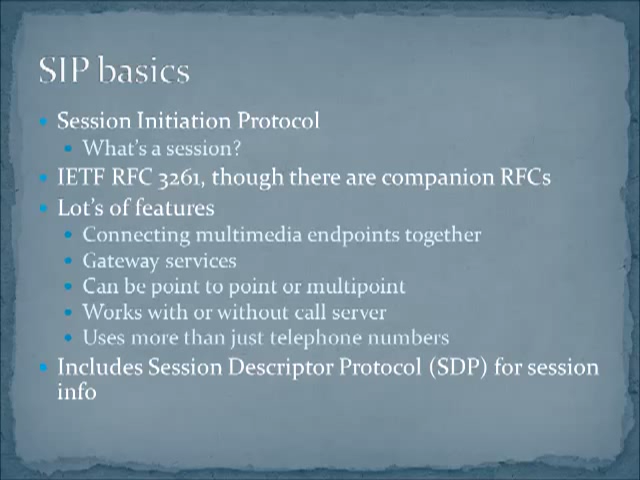 SIP basics
Session Initiation Protocol
What's a session?
IETF RFC 3261, though there are companion RFCs
Lot's of features
Connecting multimedia endpoints together
Gateway services
Can be point to point or multipoint
Works with or without call server
Uses more than just telephone numbers
Includes Session Descriptor Protocol (SDP) for session
info